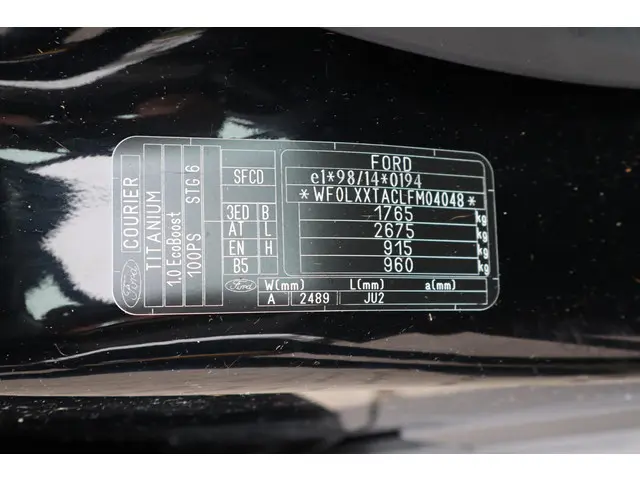 FORD
e1*98/14*0194
*WF0LXXTACLFM04048*
SFCD
3ED B 1765 kg
AT L 2675 kg
EN H 915 kg
B5 960 kg
Ford W(mm) L(mm) a(mm)
A 2489 JU2
Ford COURIER
TITANIUM
1.0 EcoBoost
100PS STG 6